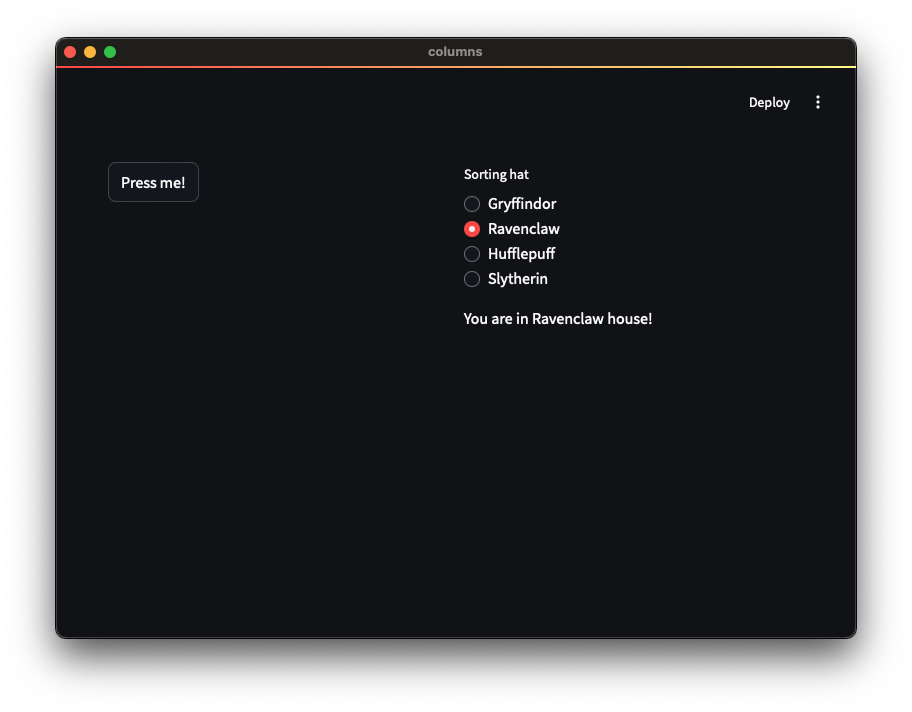 columns
Deploy
Press me!
Sorting hat
Gryffindor
Ravenclaw
Hufflepuff
Slytherin
You are in Ravenclaw house!